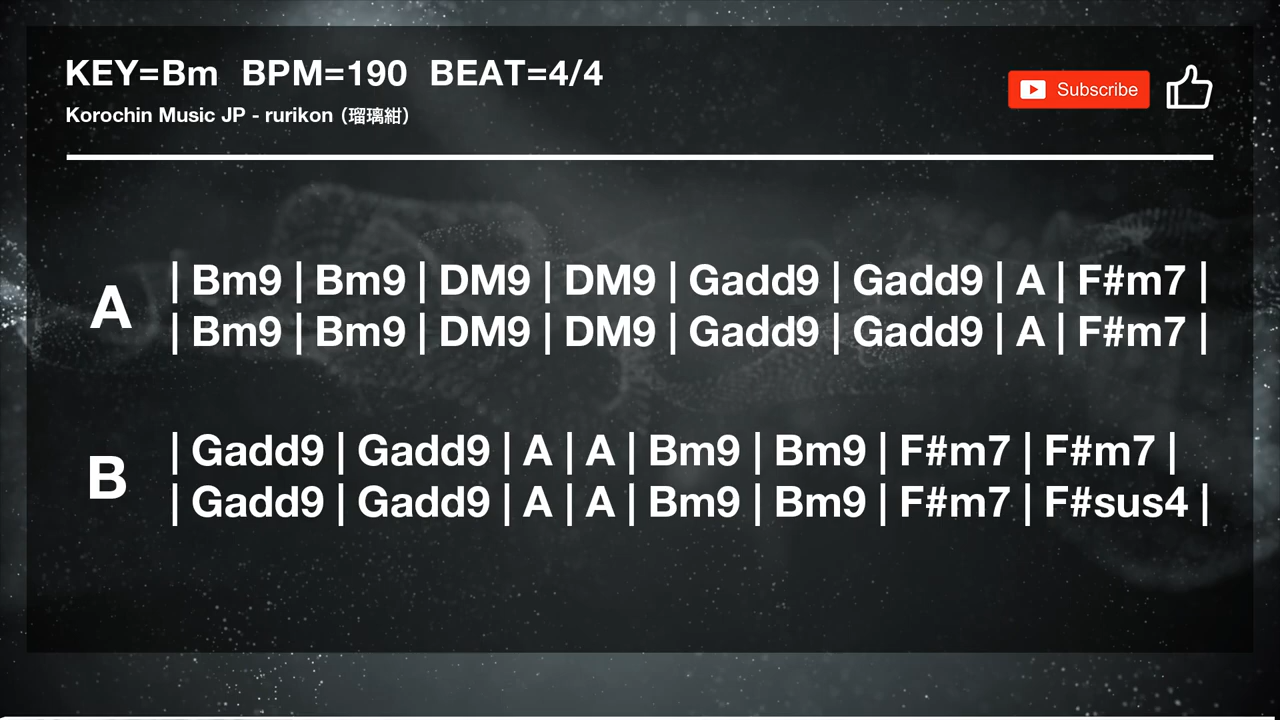 KEY=Bm BPM=190 BEAT=4/4
Korochin Music JP - rurikon (瑠璃紺)
Subscribe
A
| Bm9 | Bm9 | DM9 | DM9 | Gadd9 | Gadd9 | A | F#m7 |
| Bm9 | Bm9 | DM9 | DM9 | Gadd9 | Gadd9 | A | F#m7 |
B
| Gadd9 | Gadd9 | A | A | Bm9 | Bm9 | F#m7 | F#m7 |
| Gadd9 | Gadd9 | A | A | Bm9 | Bm9 | F#m7 | F#sus4 |